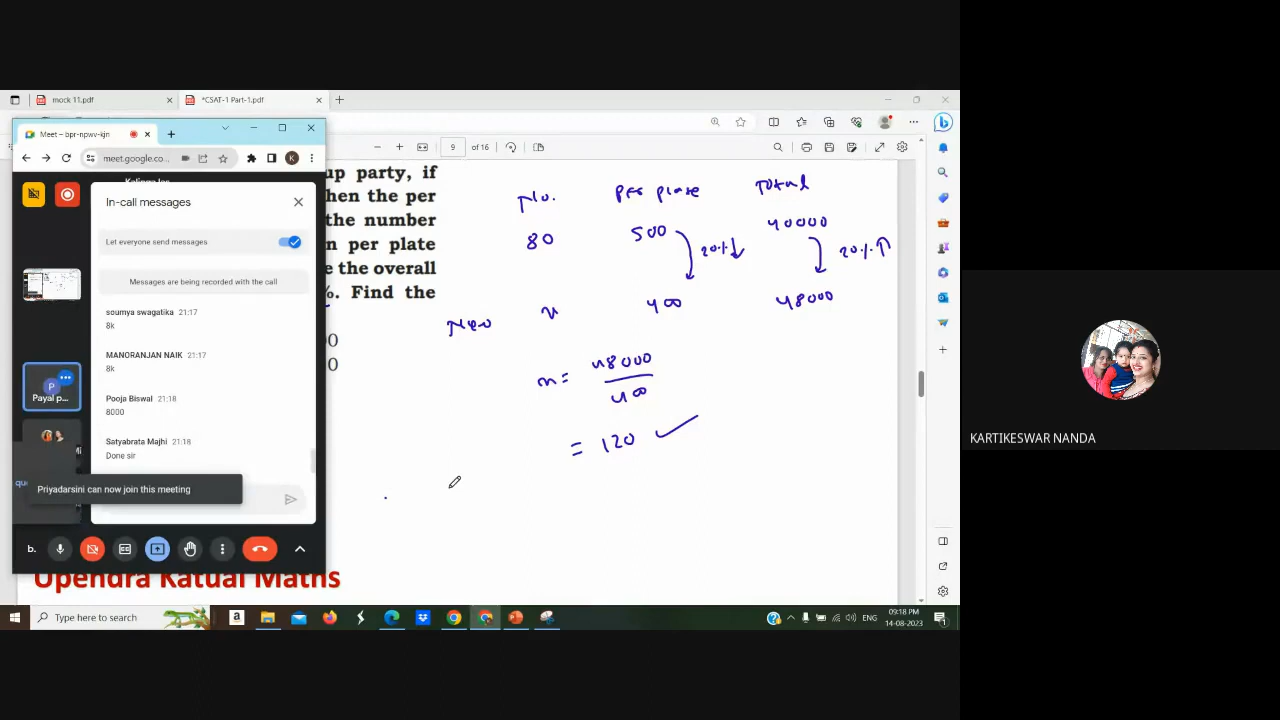 mock 11.pdf
*CSAT-1 Part-1.pdf
Meet – bpr-npwv-kjn
meet.google.co...
K
9 of 16
In-call messages
Let everyone send messages
Messages are being recorded with the call
soumya swagatika 21:17
8k
MANORANJAN NAIK 21:17
8k
Pooja Biswal 21:18
8000
Satyabrata Majhi 21:18
Done sir
Priyadarsini can now join this meeting
P
Payal p...
b.
up party, if
hen the per
the number
n per plate
e the overall
%. Find the
0
0
No. Per plate Total
80 500 20%↓ 40000 20%↑
New n 400 48000
n = 48000
400
= 120 ✓
Upendra Katual Maths
KARTIKESWAR NANDA
Type here to search
ENG
09:18 PM
14-08-2023